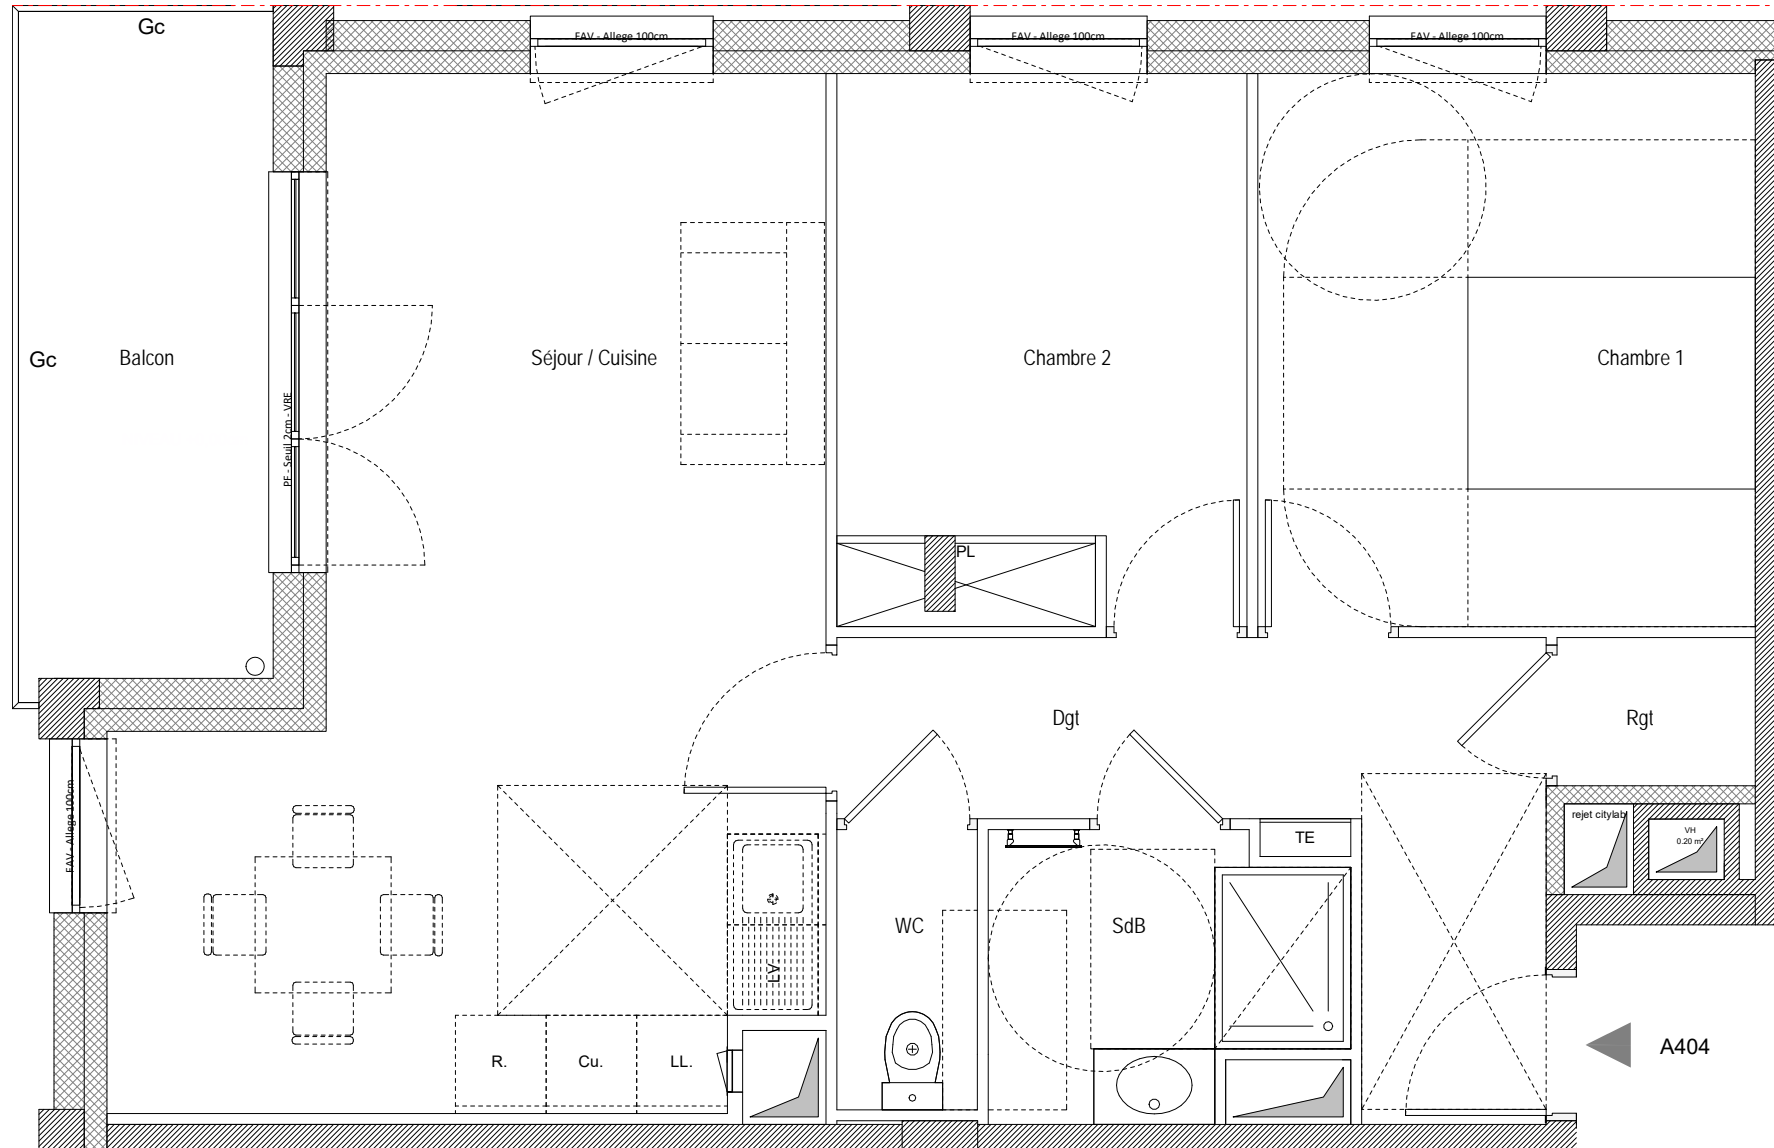 Gc
FAV - Allege 100cm
FAV - Allege 100cm
FAV - Allege 100cm
Gc
Balcon
Séjour / Cuisine
Chambre 2
Chambre 1
PF - Seuil 2cm - VRE
PL
Dgt
Rgt
FAV - Allege 100cm
rejet citylab
VH
0.20 m²
TE
WC
SdB
LV
R.
Cu.
LL.
A404